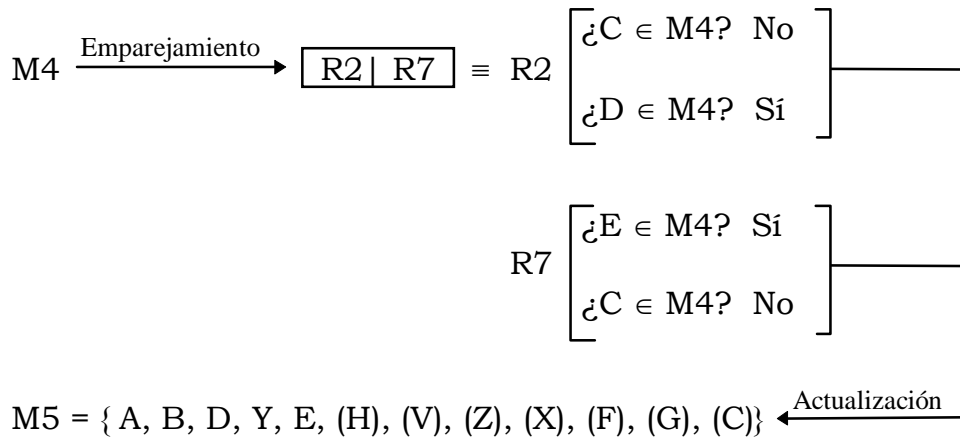 M4 Emparejamiento R2| R7 ≡ R2 ¿C ∈ M4? No
¿D ∈ M4? Sí
R7 ¿E ∈ M4? Sí
¿C ∈ M4? No
M5 = { A, B, D, Y, E, (H), (V), (Z), (X), (F), (G), (C)} Actualización